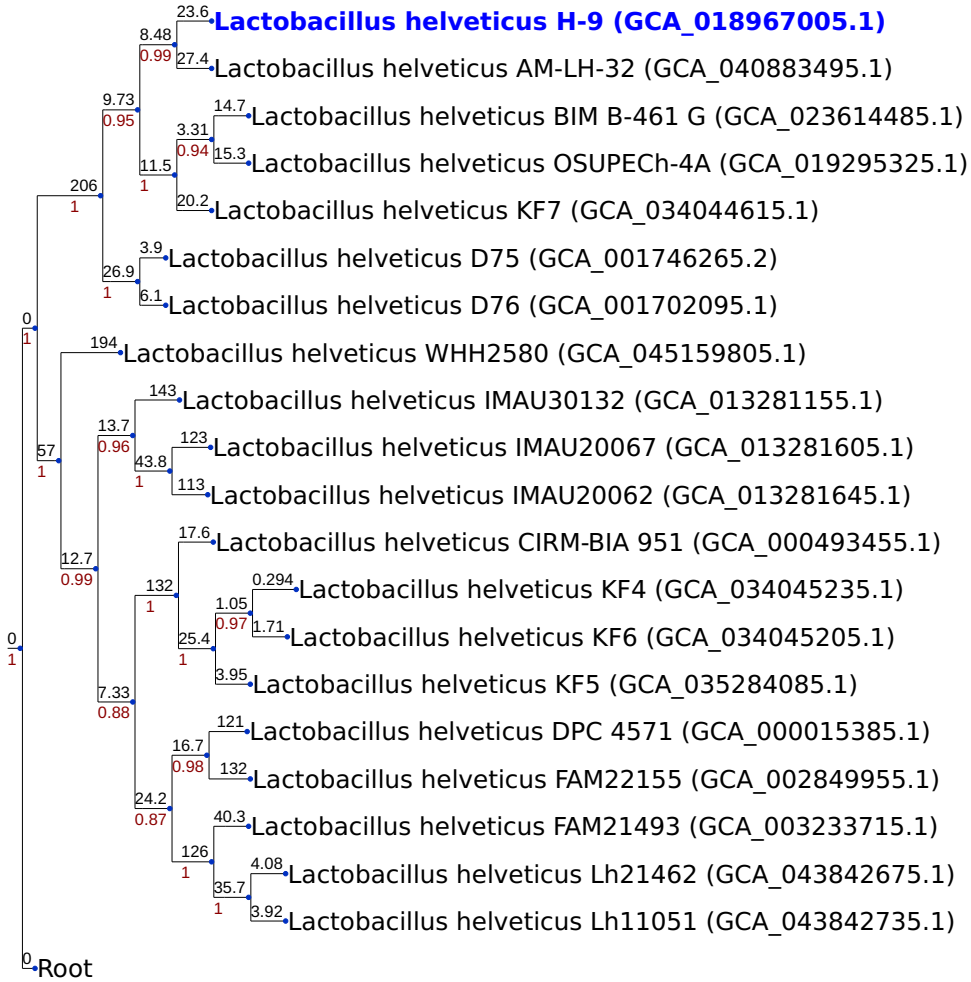 23.6
Lactobacillus helveticus H-9 (GCA_018967005.1)
8.48
0.99
27.4
Lactobacillus helveticus AM-LH-32 (GCA_040883495.1)
9.73
0.95
14.7
Lactobacillus helveticus BIM B-461 G (GCA_023614485.1)
3.31
0.94
15.3
Lactobacillus helveticus OSUPECh-4A (GCA_019295325.1)
11.5
1
206
1
20.2
Lactobacillus helveticus KF7 (GCA_034044615.1)
3.9
Lactobacillus helveticus D75 (GCA_001746265.2)
26.9
1
6.1
Lactobacillus helveticus D76 (GCA_001702095.1)
0
1
194
Lactobacillus helveticus WHH2580 (GCA_045159805.1)
143
Lactobacillus helveticus IMAU30132 (GCA_013281155.1)
13.7
0.96
123
Lactobacillus helveticus IMAU20067 (GCA_013281605.1)
57
1
43.8
1
113
Lactobacillus helveticus IMAU20062 (GCA_013281645.1)
17.6
Lactobacillus helveticus CIRM-BIA 951 (GCA_000493455.1)
12.7
0.99
132
1
0.294
Lactobacillus helveticus KF4 (GCA_034045235.1)
1.05
0.97
1.71
Lactobacillus helveticus KF6 (GCA_034045205.1)
0
1
25.4
1
3.95
Lactobacillus helveticus KF5 (GCA_035284085.1)
7.33
0.88
121
Lactobacillus helveticus DPC 4571 (GCA_000015385.1)
16.7
0.98
132
Lactobacillus helveticus FAM22155 (GCA_002849955.1)
24.2
0.87
40.3
Lactobacillus helveticus FAM21493 (GCA_003233715.1)
126
1
4.08
Lactobacillus helveticus Lh21462 (GCA_043842675.1)
35.7
1
3.92
Lactobacillus helveticus Lh11051 (GCA_043842735.1)
0
Root